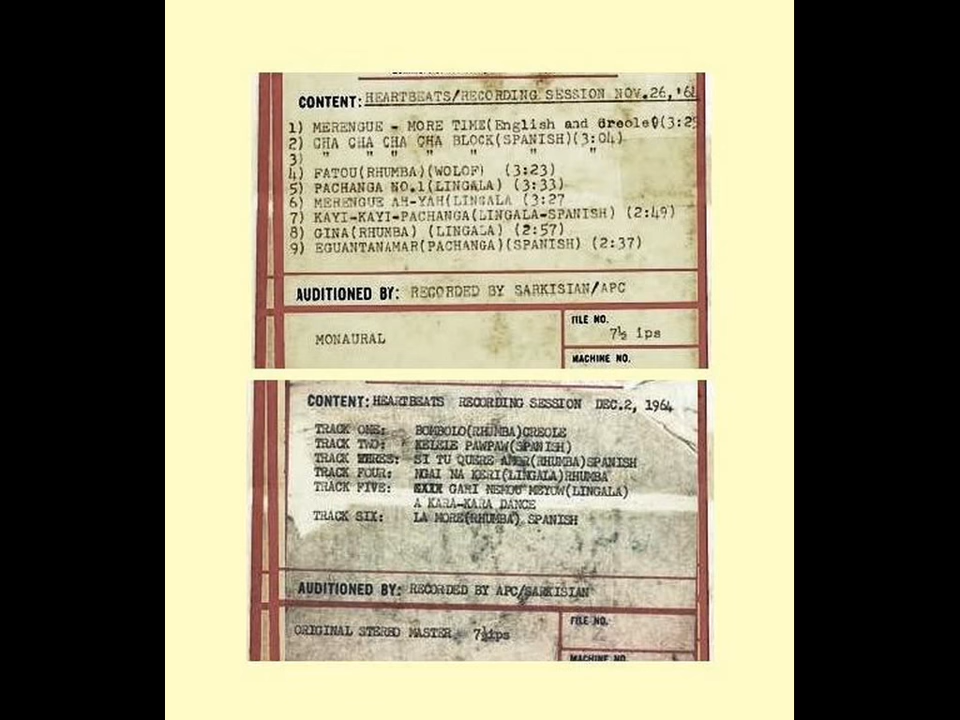 CONTENT: HEARTBEATS/RECORDING SESSION NOV.26,'64
1) MERENGUE - MORE TIME(English and Creole)(3:25
2) CHA CHA CHA CHA BLOCK(SPANISH)(3:04)
3) " " " " " " "
4) FATOU(RHUMBA)(WOLOF) (3:23)
5) PACHANGA NO.1(LINGALA) (3:33)
6) MERENGUE AH-YAH(LINGALA (3:27
7) KAYI-KAYI-PACHANGA(LINGALA-SPANISH) (2:49)
8) GINA(RHUMBA) (LINGALA) (2:57)
9) EGUANTANAMAR(PACHANGA)(SPANISH) (2:37)
AUDITIONED BY: RECORDED BY SARKISIAN/APC
MONAURAL
FILE NO.
7½ ips
MACHINE NO.
CONTENT: HEARTBEATS RECORDING SESSION DEC.2, 1964
TRACK ONE: BOMBOLO(RHUMBA)CREOLE
TRACK TWO: KELELE PAWPAW(SPANISH)
TRACK SI TU QUERE AMER(RHUMBA)SPANISH
TRACK FOUR: NGAI NA KERI(LINGALA)RHUMBA
TRACK FIVE: GARI METOW(LINGALA)
A KARA-KARA DANCE
TRACK SIX: LA MORE(RHUMBA) SPANISH
AUDITIONED BY: RECORDED BY APC/SARKISIAN
ORIGINAL STEREO MASTER 7½ips
FILE NO.
2
MACHINE NO.